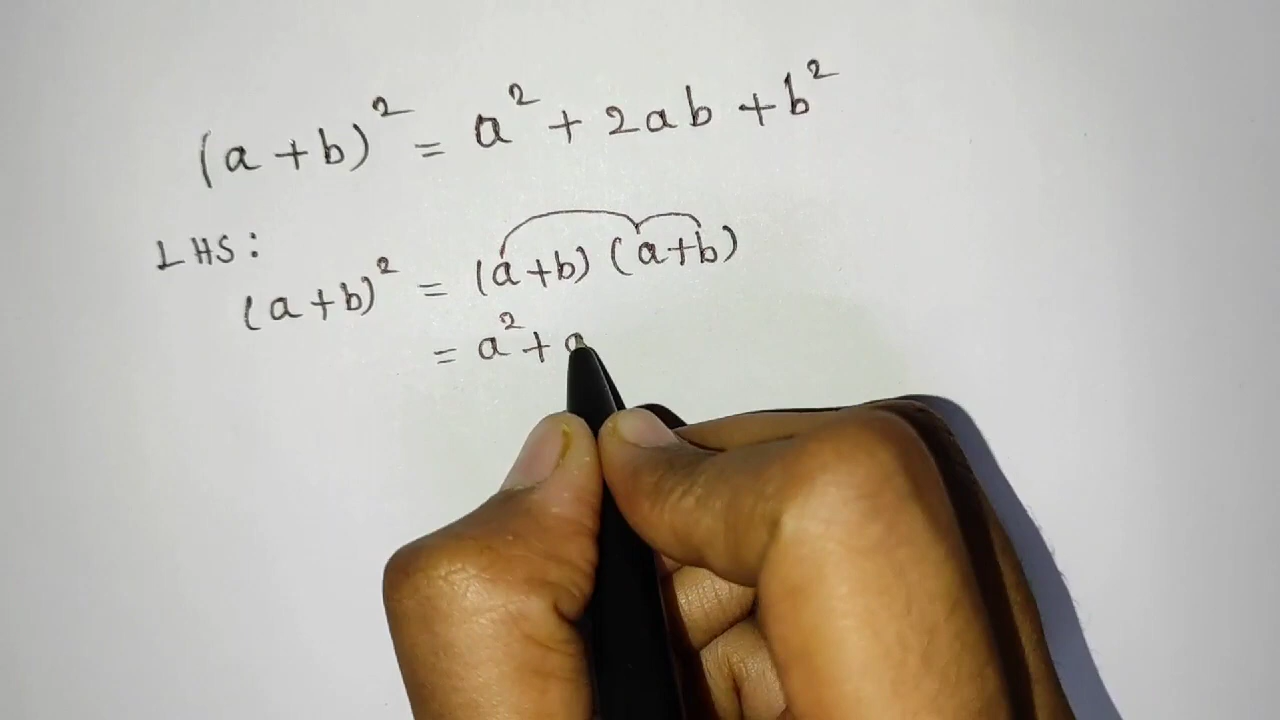 (a+b)² = a² + 2ab + b²
LHS:
(a+b)² = (a+b) (a+b)
= a² + a